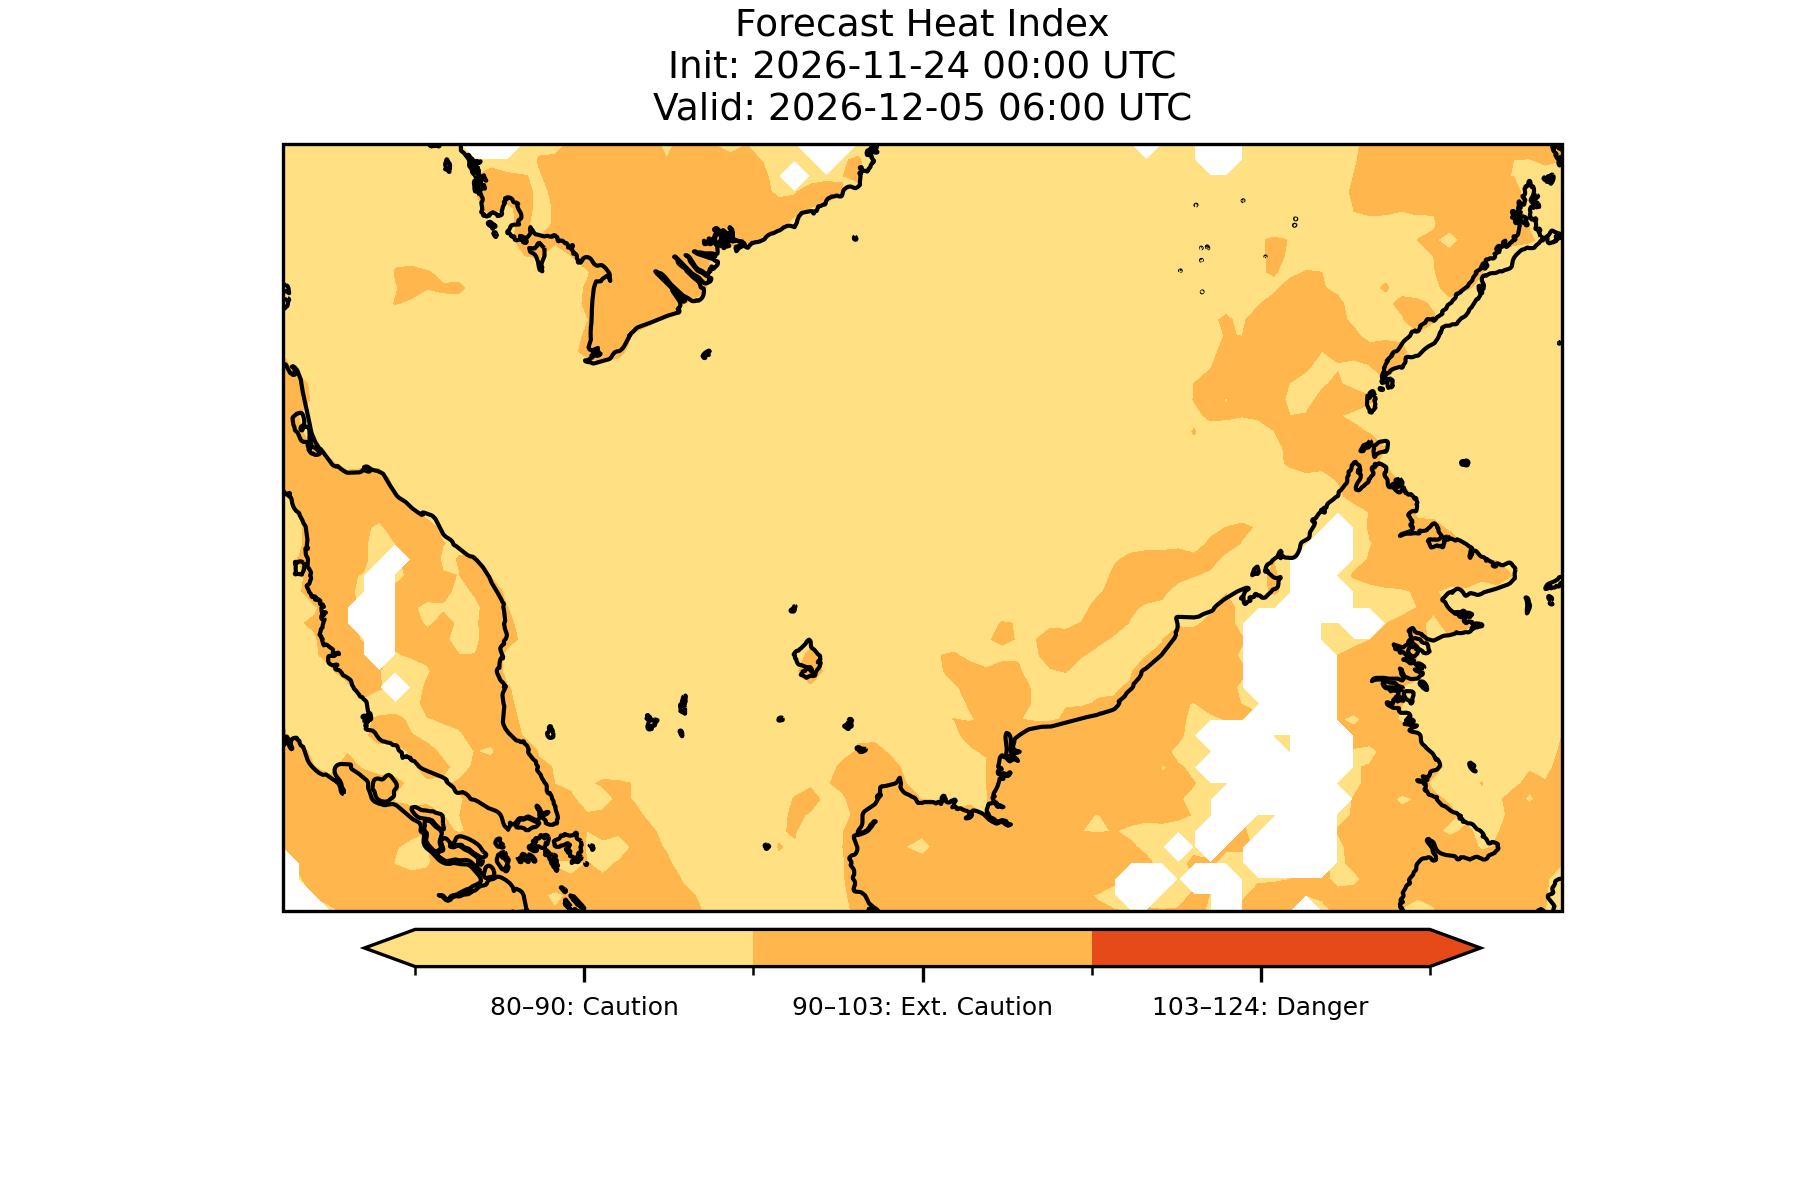 Forecast Heat Index
Init: 2026-11-24 00:00 UTC
Valid: 2026-12-05 06:00 UTC
80–90: Caution
90–103: Ext. Caution
103–124: Danger